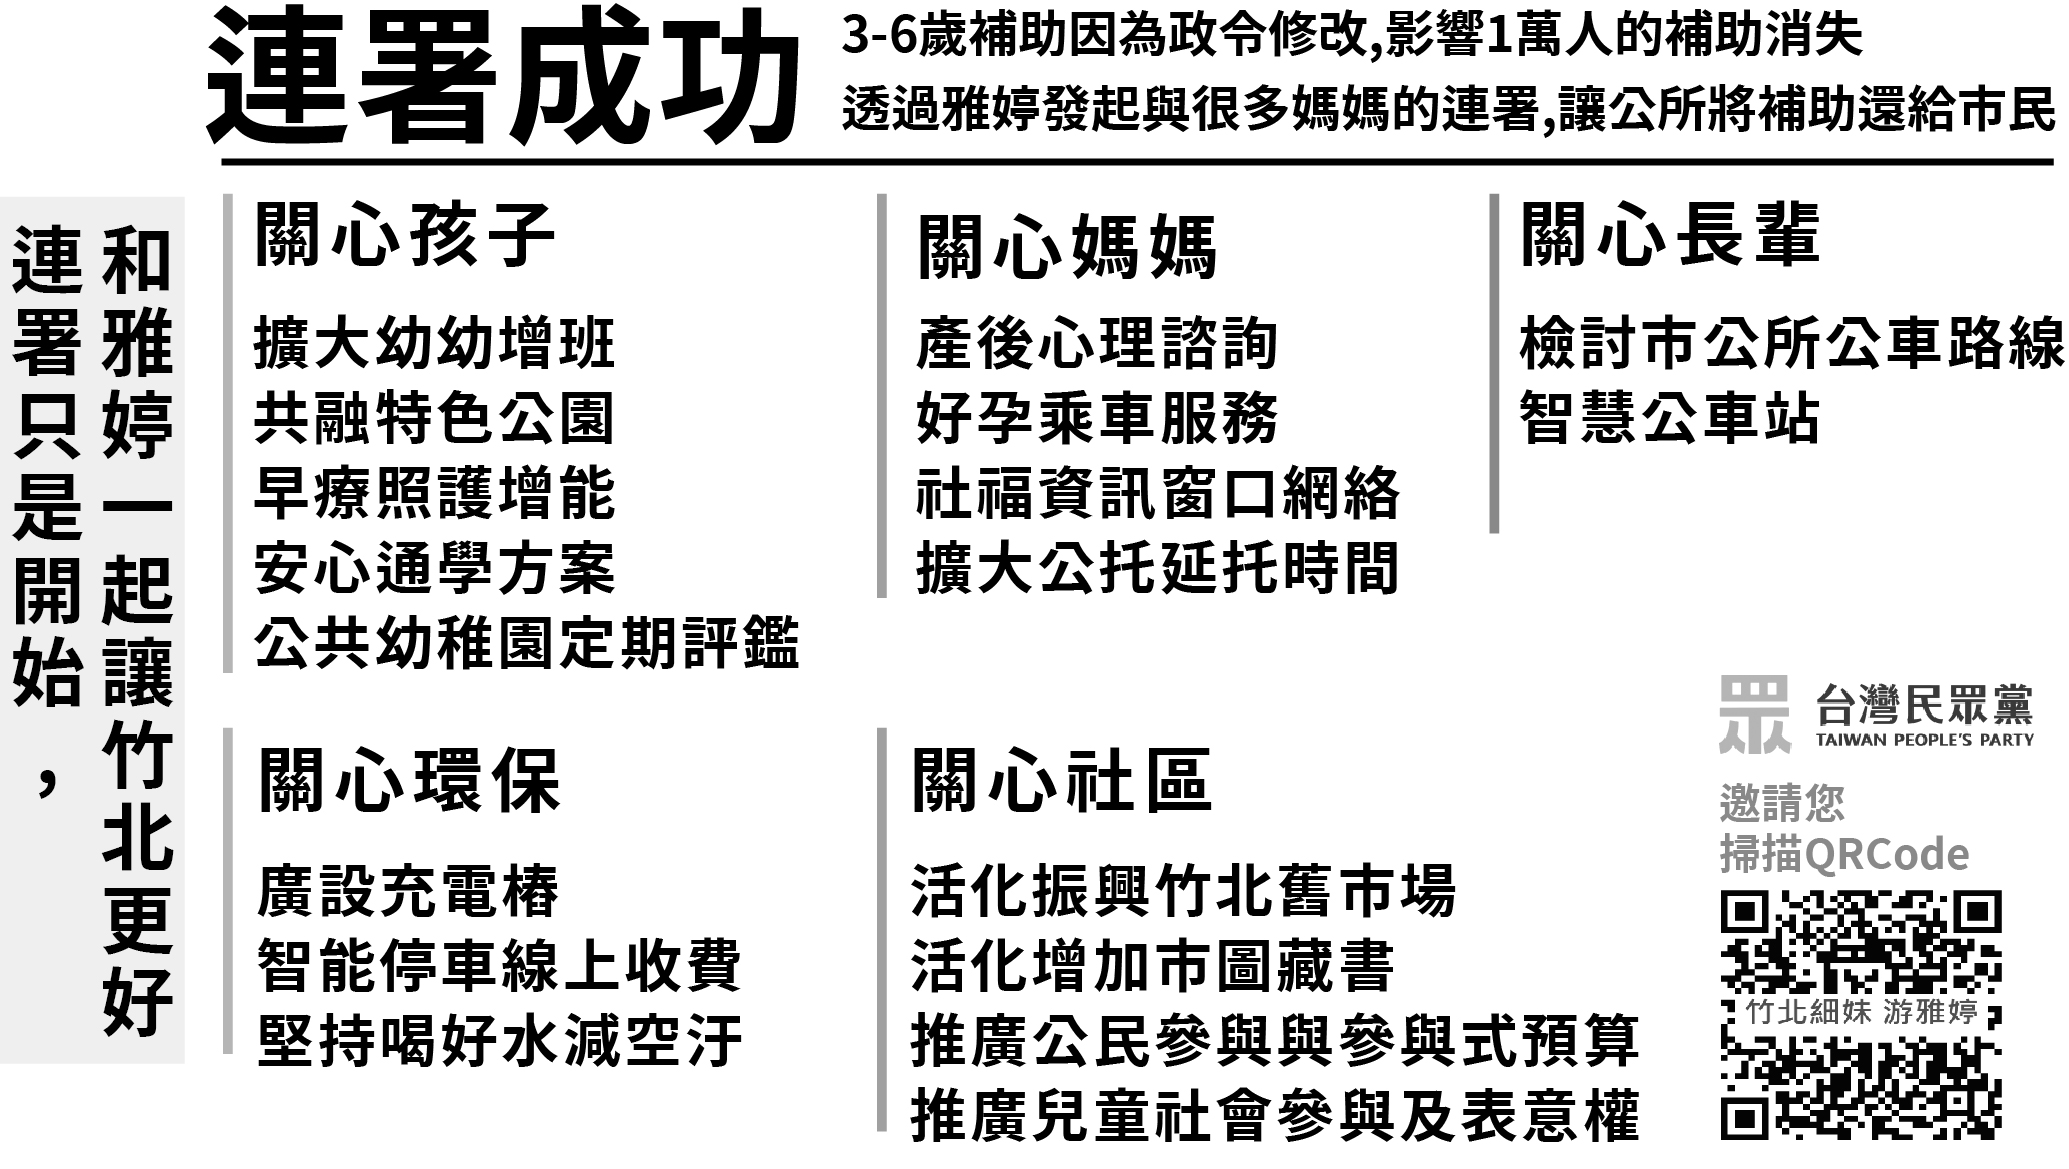 連署成功
3-6歲補助因為政令修改,影響1萬人的補助消失
透過雅婷發起與很多媽媽的連署,讓公所將補助還給市民
和雅婷一起讓竹北更好
連署只是開始，
關心孩子
擴大幼幼增班
共融特色公園
早療照護增能
安心通學方案
公共幼稚園定期評鑑
關心媽媽
產後心理諮詢
好孕乘車服務
社福資訊窗口網絡
擴大公托延托時間
關心長輩
檢討市公所公車路線
智慧公車站
關心環保
廣設充電樁
智能停車線上收費
堅持喝好水減空汙
關心社區
活化振興竹北舊市場
活化增加市圖藏書
推廣公民參與與參與式預算
推廣兒童社會參與及表意權
眾
台灣民眾黨
TAIWAN PEOPLE'S PARTY
邀請您
掃描QRCode
竹北細妹 游雅婷